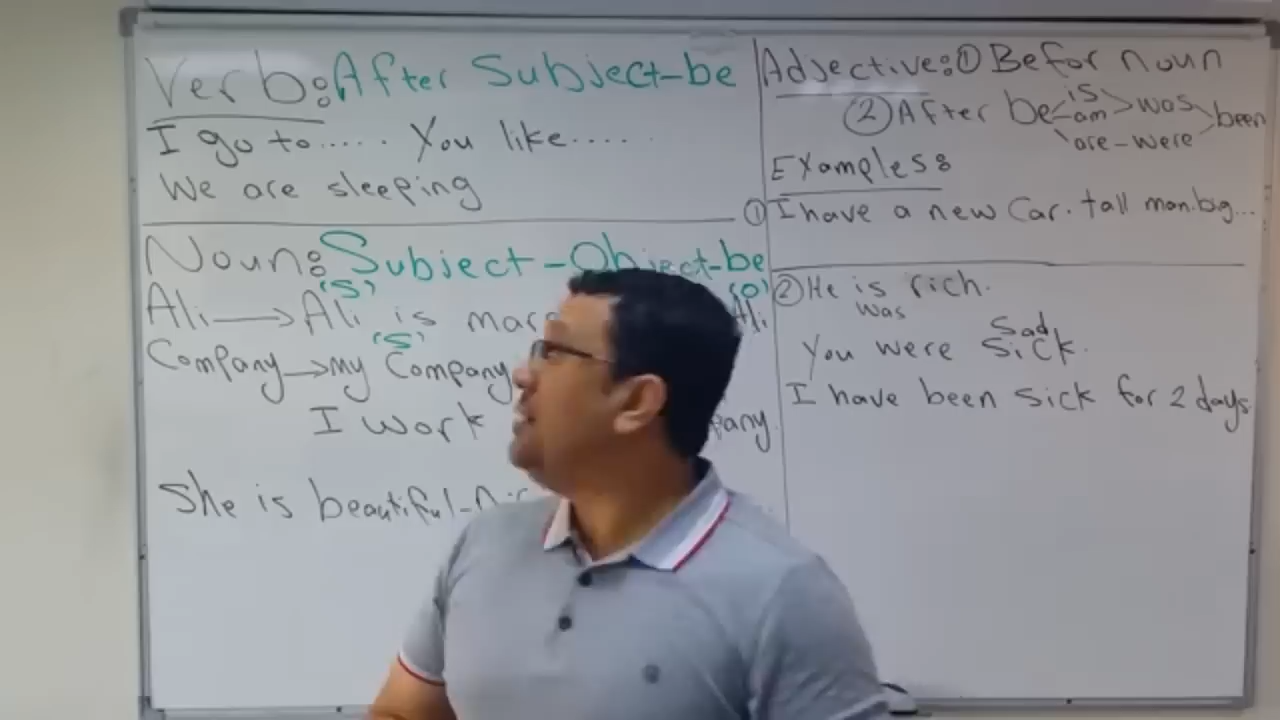 Verb: After Subject-be
I go to..... You like.....
We are sleeping
Noun: Subject-Object-be
(S) (O)
Ali → Ali is Ali.
(S)
Company → my Company
I work
She is beautiful-
Adjective: ① Befor noun
② After be is am are was were been
Examples:
① I have a new Car. tall man. big...
② He is rich.
was
sad
You were sick.
I have been sick for 2 days